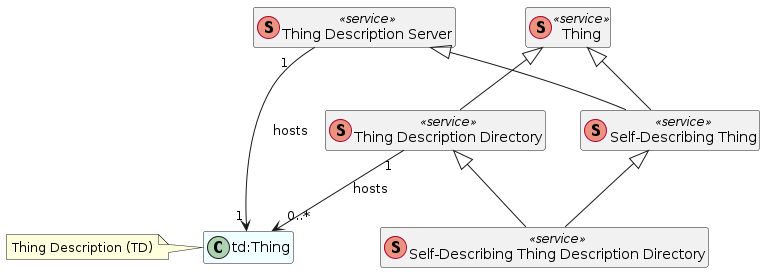 «service»
S Thing Description Server
«service»
S Thing
1
hosts
«service»
S Thing Description Directory
«service»
S Self-Describing Thing
1
hosts
1
0..*
Thing Description (TD)
C td:Thing
«service»
S Self-Describing Thing Description Directory